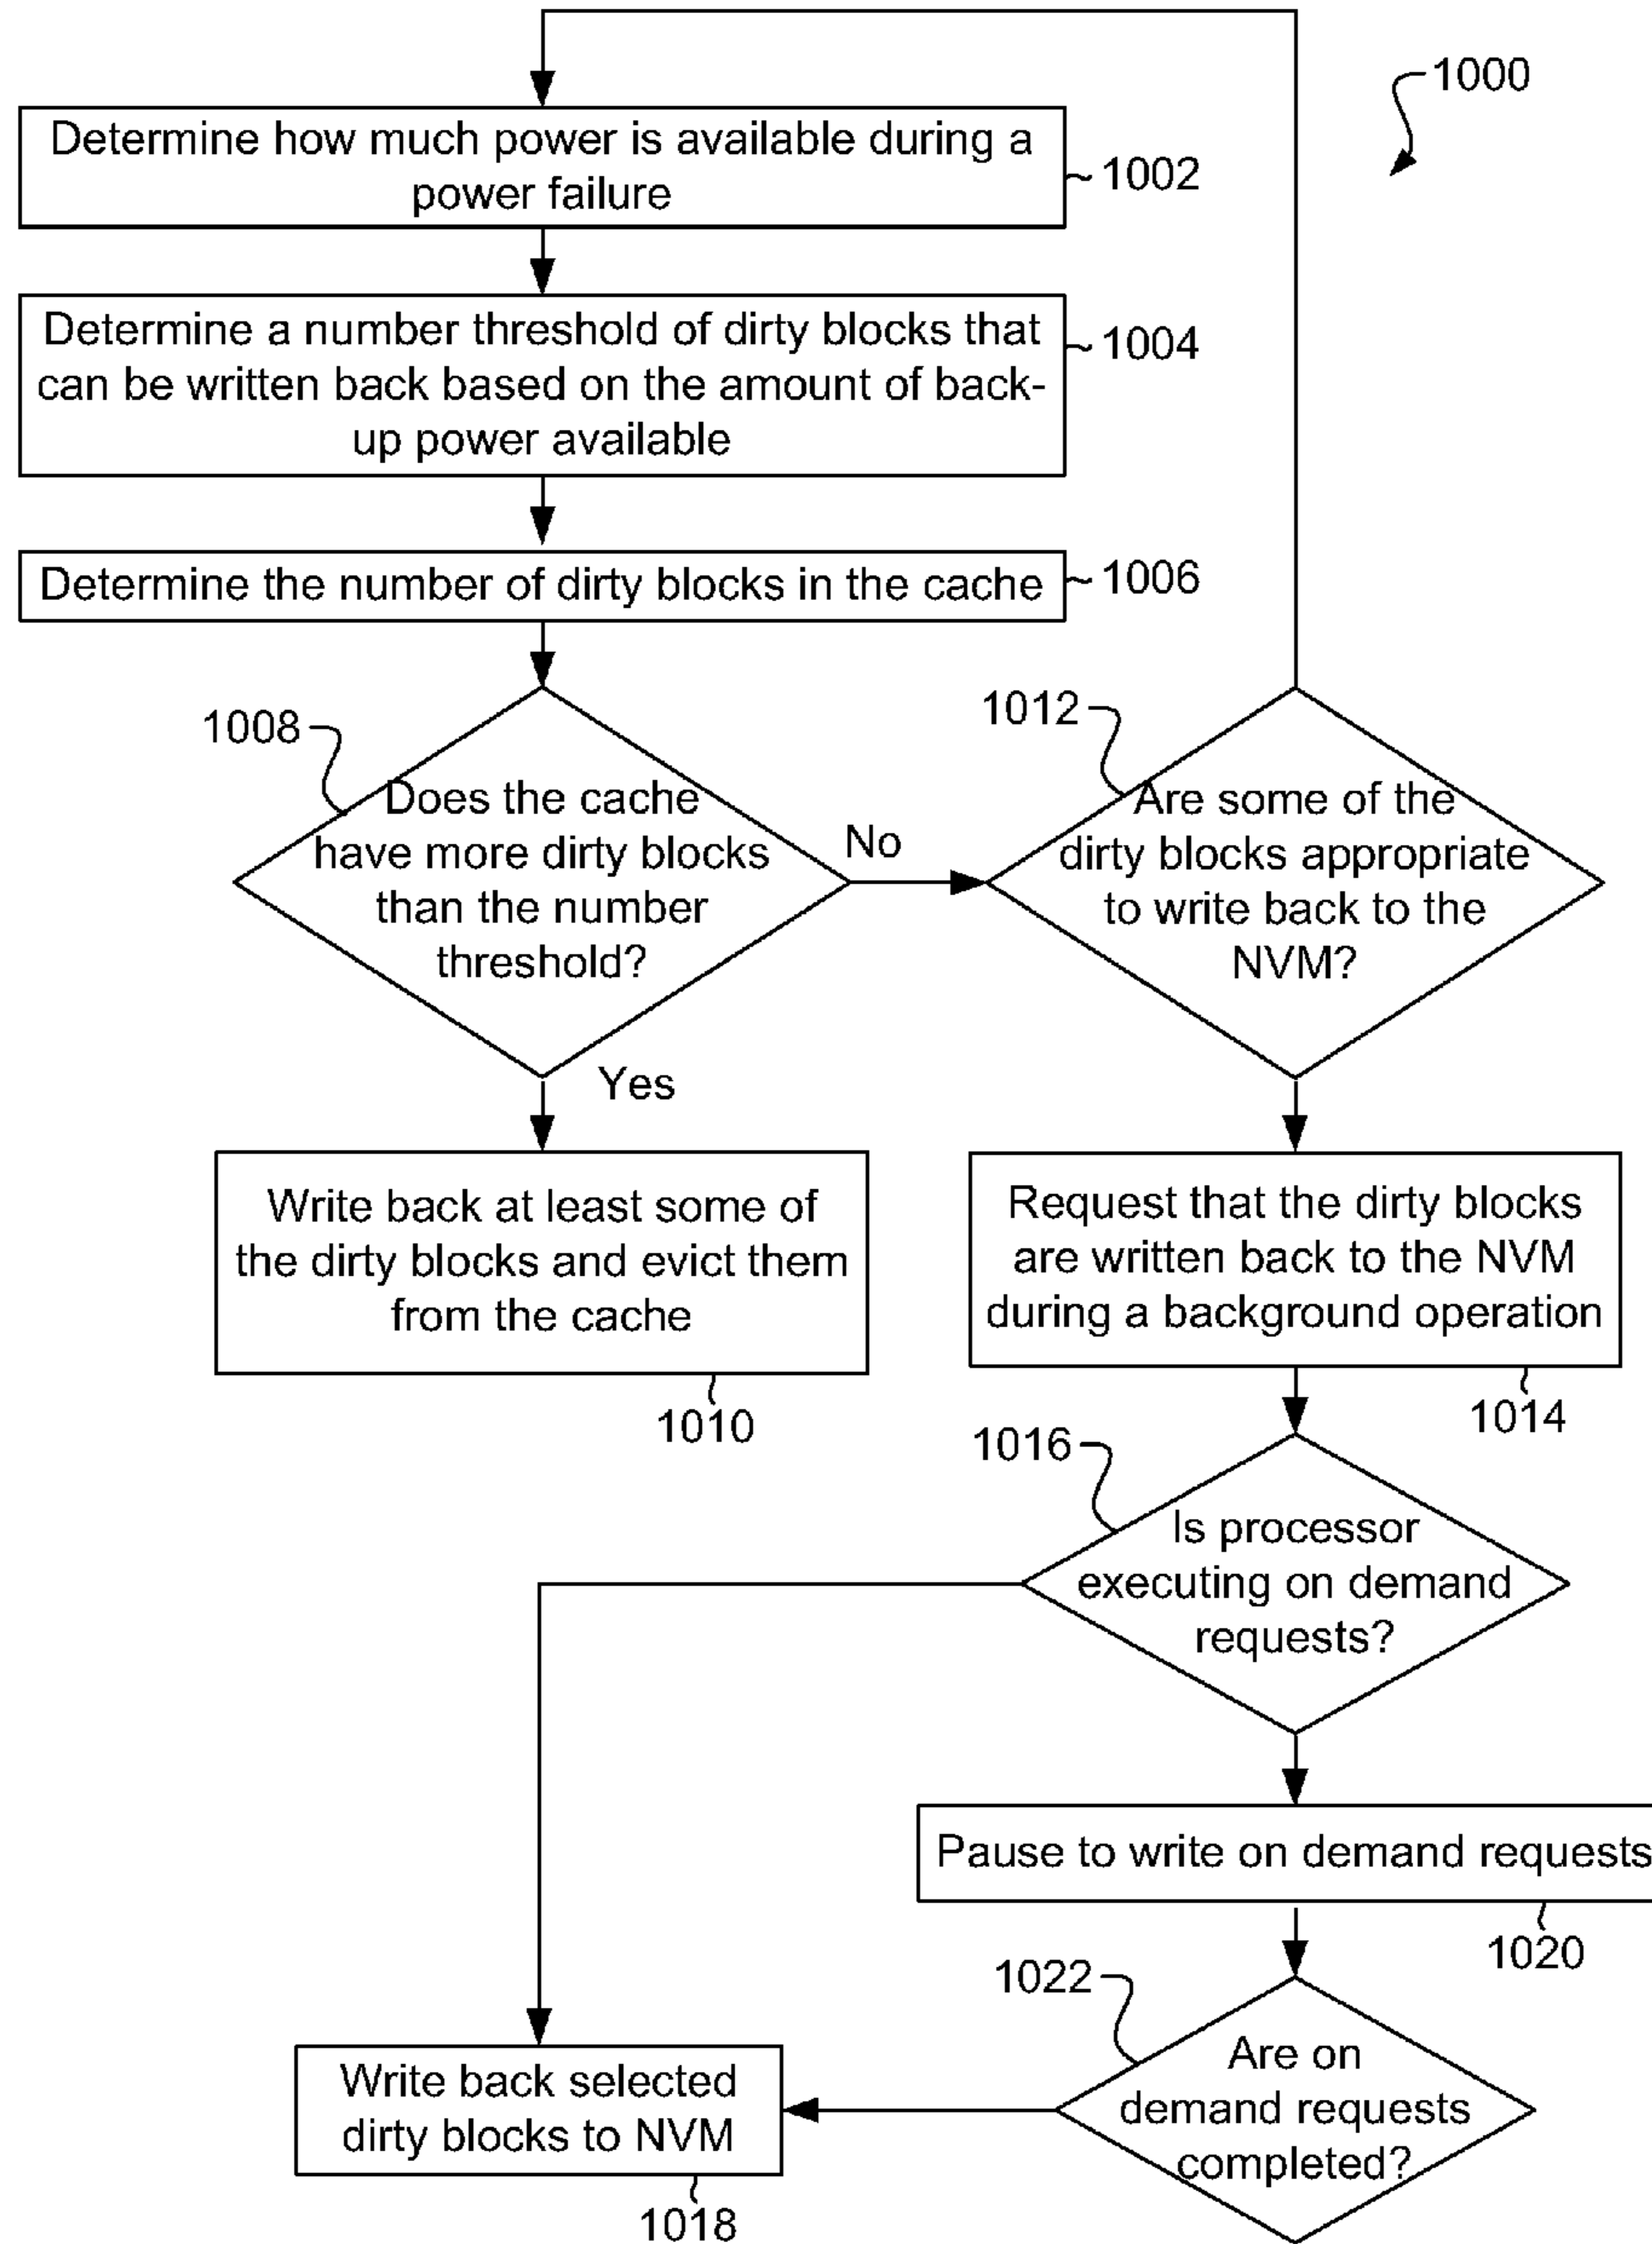 1000
Determine how much power is available during a
power failure
1002
Determine a number threshold of dirty blocks that
can be written back based on the amount of back-
up power available
1004
Determine the number of dirty blocks in the cache
1006
1008
Does the cache
have more dirty blocks
than the number
threshold?
No
Yes
1012
Are some of the
dirty blocks appropriate
to write back to the
NVM?
Write back at least some of
the dirty blocks and evict them
from the cache
1010
Request that the dirty blocks
are written back to the NVM
during a background operation
1014
1016
Is processor
executing on demand
requests?
Pause to write on demand requests
1020
1022
Are on
demand requests
completed?
Write back selected
dirty blocks to NVM
1018